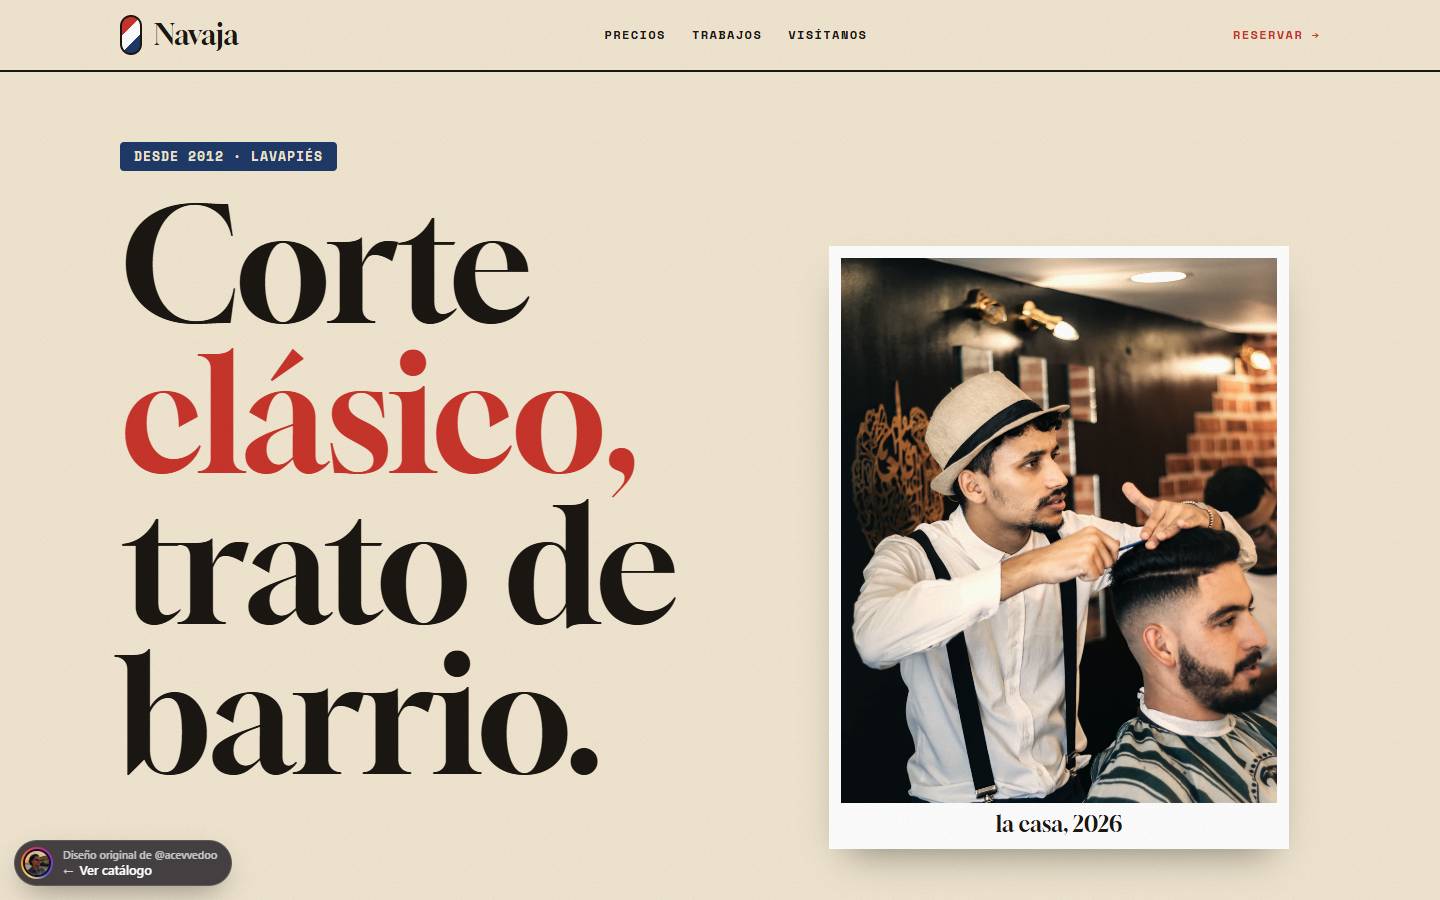 Navaja
PRECIOS TRABAJOS VISÍTANOS
RESERVAR →
DESDE 2012 · LAVAPIÉS
Corte
clásico,
trato de
barrio.
la casa, 2026
Diseño original de @acevvedoo
← Ver catálogo